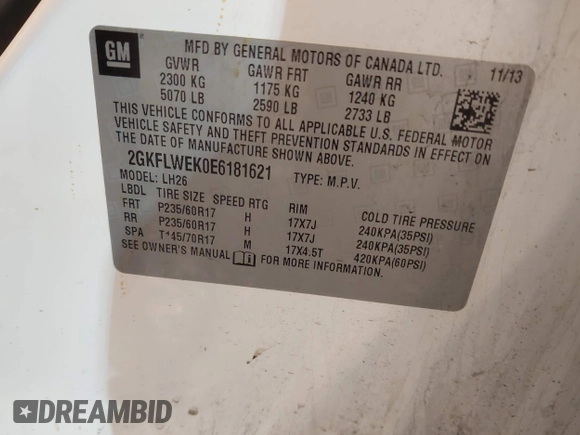 GM
MFD BY GENERAL MOTORS OF CANADA LTD.
11/13
GVWR GAWR FRT GAWR RR
2300 KG 1175 KG 1240 KG
5070 LB 2590 LB 2733 LB
THIS VEHICLE CONFORMS TO ALL APPLICABLE U.S. FEDERAL MOTOR
VEHICLE SAFETY AND THEFT PREVENTION STANDARDS IN EFFECT ON
THE DATE OF MANUFACTURE SHOWN ABOVE.
2GKFLWEK0E6181621 TYPE: M.P.V.
MODEL: LH26
LBDL TIRE SIZE SPEED RTG RIM COLD TIRE PRESSURE
FRT P235/60R17 H 17X7J 240KPA(35PSI)
RR P235/60R17 H 17X7J 240KPA(35PSI)
SPA T145/70R17 M 17X4.5T 420KPA(60PSI)
SEE OWNER'S MANUAL FOR MORE INFORMATION.
DREAMBID